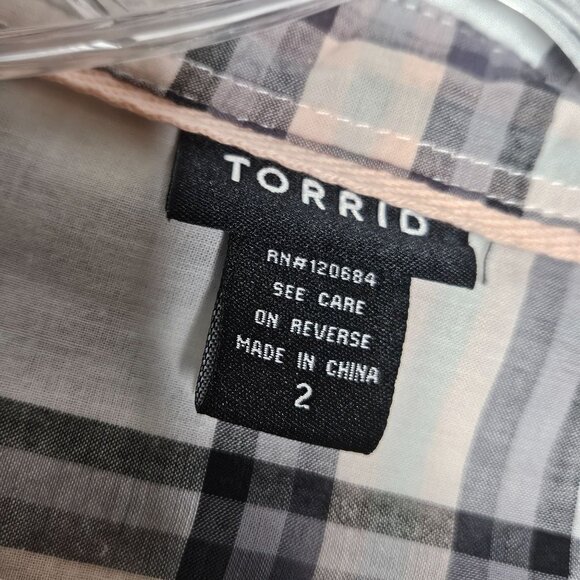 TORRID
RN#120684
SEE CARE
ON REVERSE
MADE IN CHINA
2